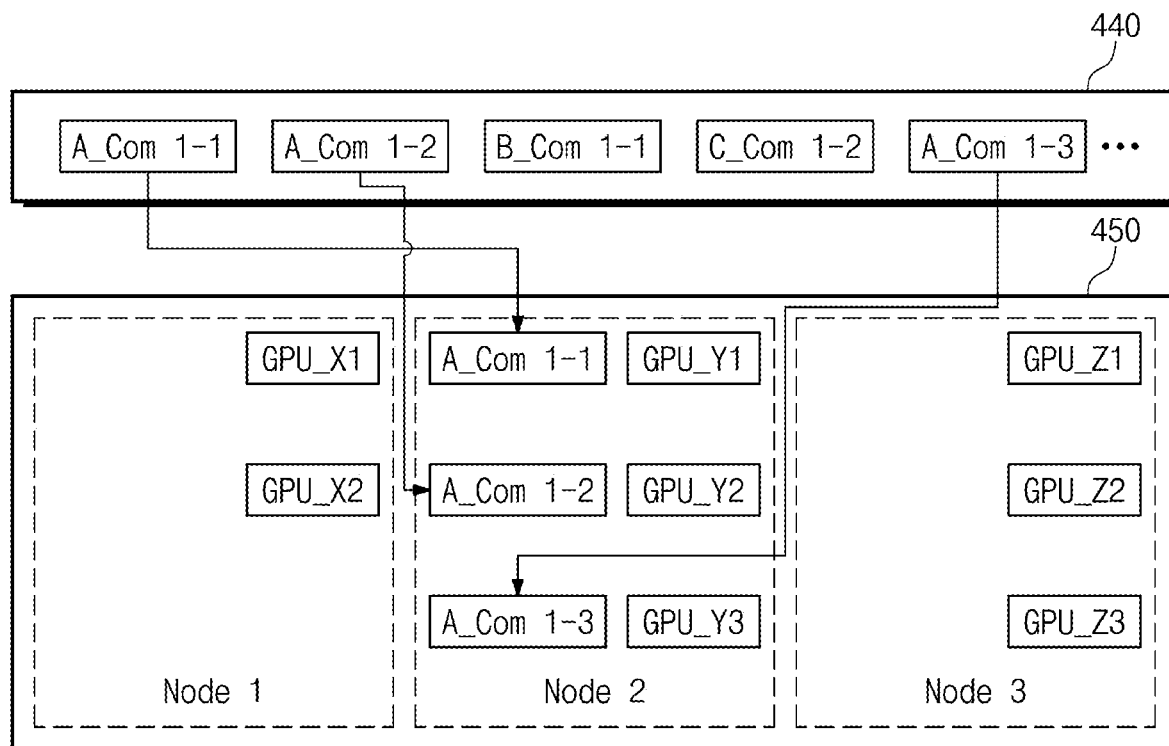 440
A_Com 1-1 A_Com 1-2 B_Com 1-1 C_Com 1-2 A_Com 1-3 •••
450
GPU_X1 A_Com 1-1 GPU_Y1 GPU_Z1
GPU_X2 A_Com 1-2 GPU_Y2 GPU_Z2
A_Com 1-3 GPU_Y3 GPU_Z3
Node 1 Node 2 Node 3